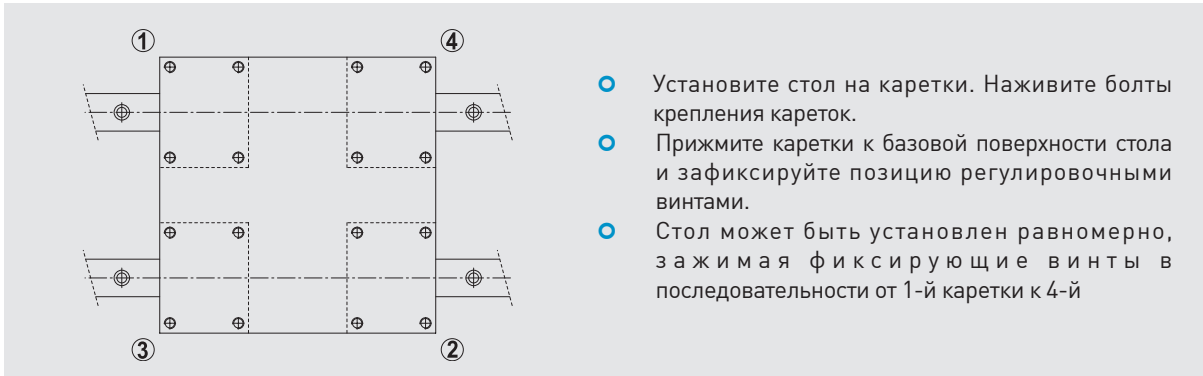 1
4
3
2
Установите стол на каретки. Наживите болты
крепления кареток.
Прижмите каретки к базовой поверхности стола
и зафиксируйте позицию регулировочными
винтами.
Стол может быть установлен равномерно,
зажимая фиксирующие винты в
последовательности от 1-й каретки к 4-й